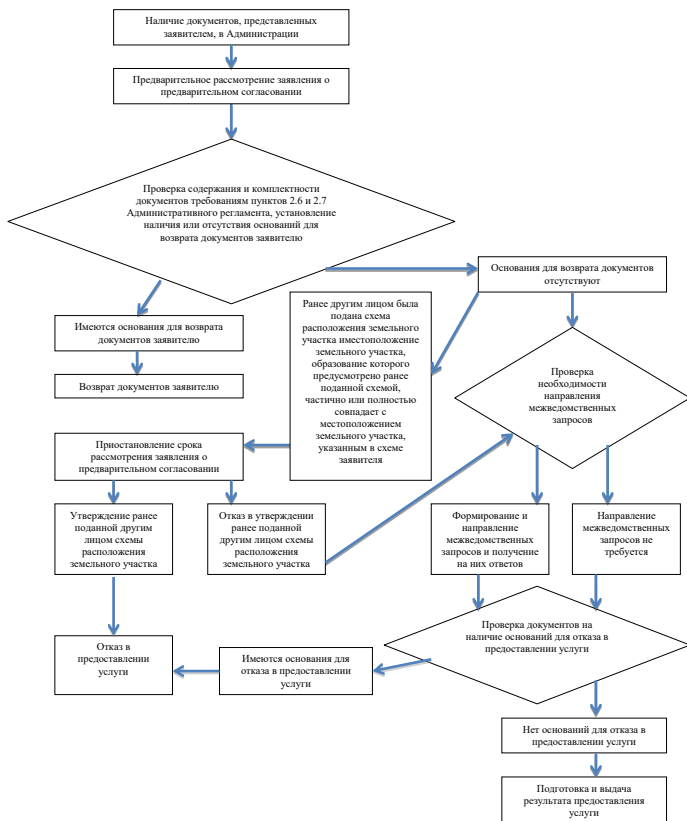 Наличие документов, представленных
заявителем, в Администрации
Предварительное рассмотрение заявления о
предварительном согласовании
Проверка содержания и комплектности
документов требованиям пунктов 2.6 и 2.7
Административного регламента, установление
наличия или отсутствия оснований для
возврата документов заявителю
Основания для возврата документов
отсутствуют
Имеются основания для возврата
документов заявителю
Возврат документов заявителю
Ранее другим лицом была
подана схема
расположения земельного
участка иместоположение
земельного участка,
образование которого
предусмотрено ранее
поданной схемой,
частично или полностью
совпадает с
местоположением
земельного участка,
указанным в схеме
заявителя
Проверка
необходимости
направления
межведомственных
запросов
Приостановление срока
рассмотрения заявления о
предварительном согласовании
Утверждение ранее
поданной другим
лицом схемы
расположения
земельного участка
Отказ в утверждении
ранее поданной
другим лицом схемы
расположения
земельного участка
Формирование и
направление
межведомственных
запросов и получение
на них ответов
Направление
межведомственных
запросов не
требуется
Проверка документов на
наличие оснований для отказа в
предоставлении услуги
Отказ в
предоставлении
услуги
Имеются основания для
отказа в предоставлении
услуги
Нет оснований для отказа в
предоставлении услуги
Подготовка и выдача
результата предоставления
услуги